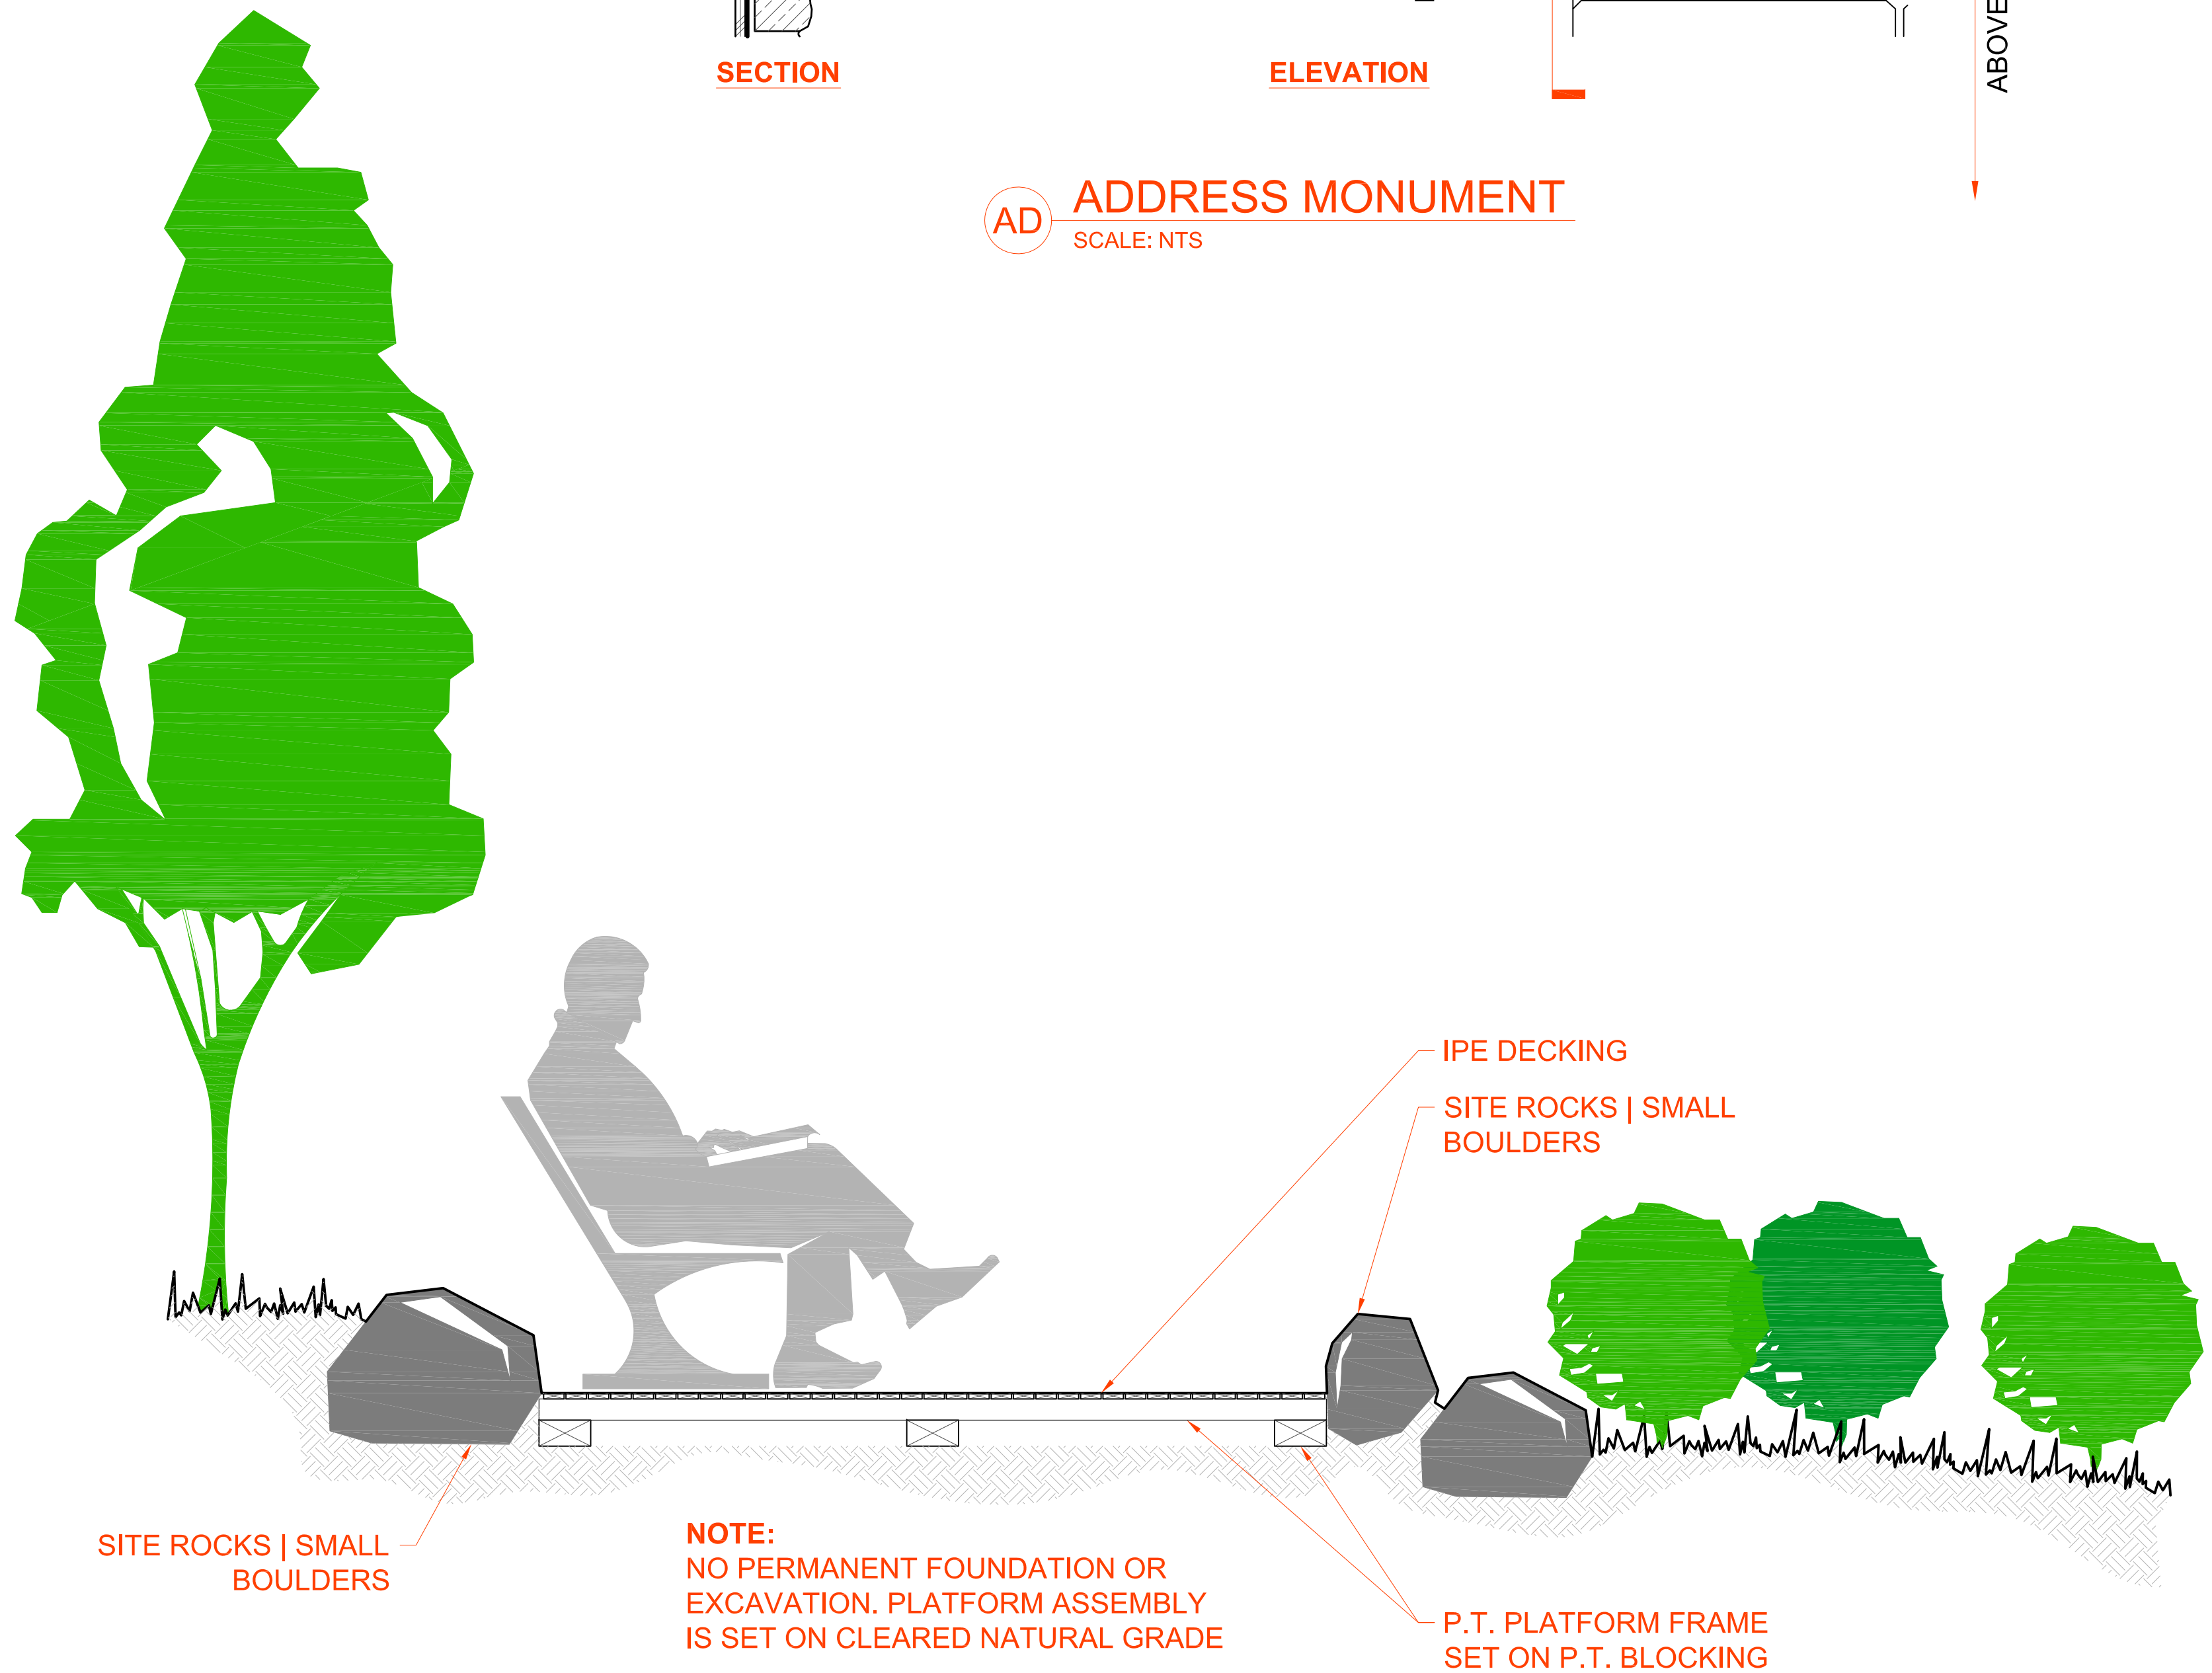 SECTION
ELEVATION
ABOVE
AD
ADDRESS MONUMENT
SCALE: NTS
IPE DECKING
SITE ROCKS | SMALL
BOULDERS
SITE ROCKS | SMALL
BOULDERS
NOTE:
NO PERMANENT FOUNDATION OR
EXCAVATION. PLATFORM ASSEMBLY
IS SET ON CLEARED NATURAL GRADE
P.T. PLATFORM FRAME
SET ON P.T. BLOCKING